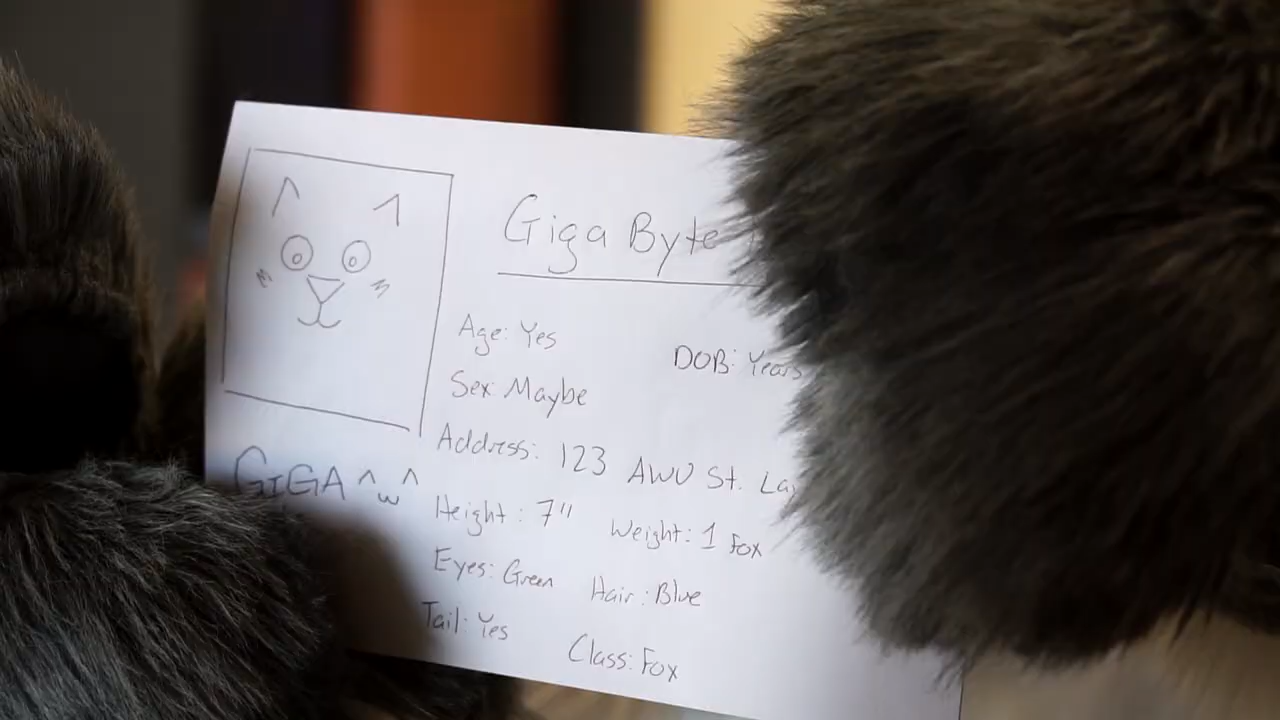 Giga Byte
Age: Yes
DOB: Years
Sex: Maybe
Address: 123 AWU St.
GIGA ^w^
Height: 7"
Weight: 1 Fox
Eyes: Green
Hair: Blue
Tail: Yes
Class: Fox